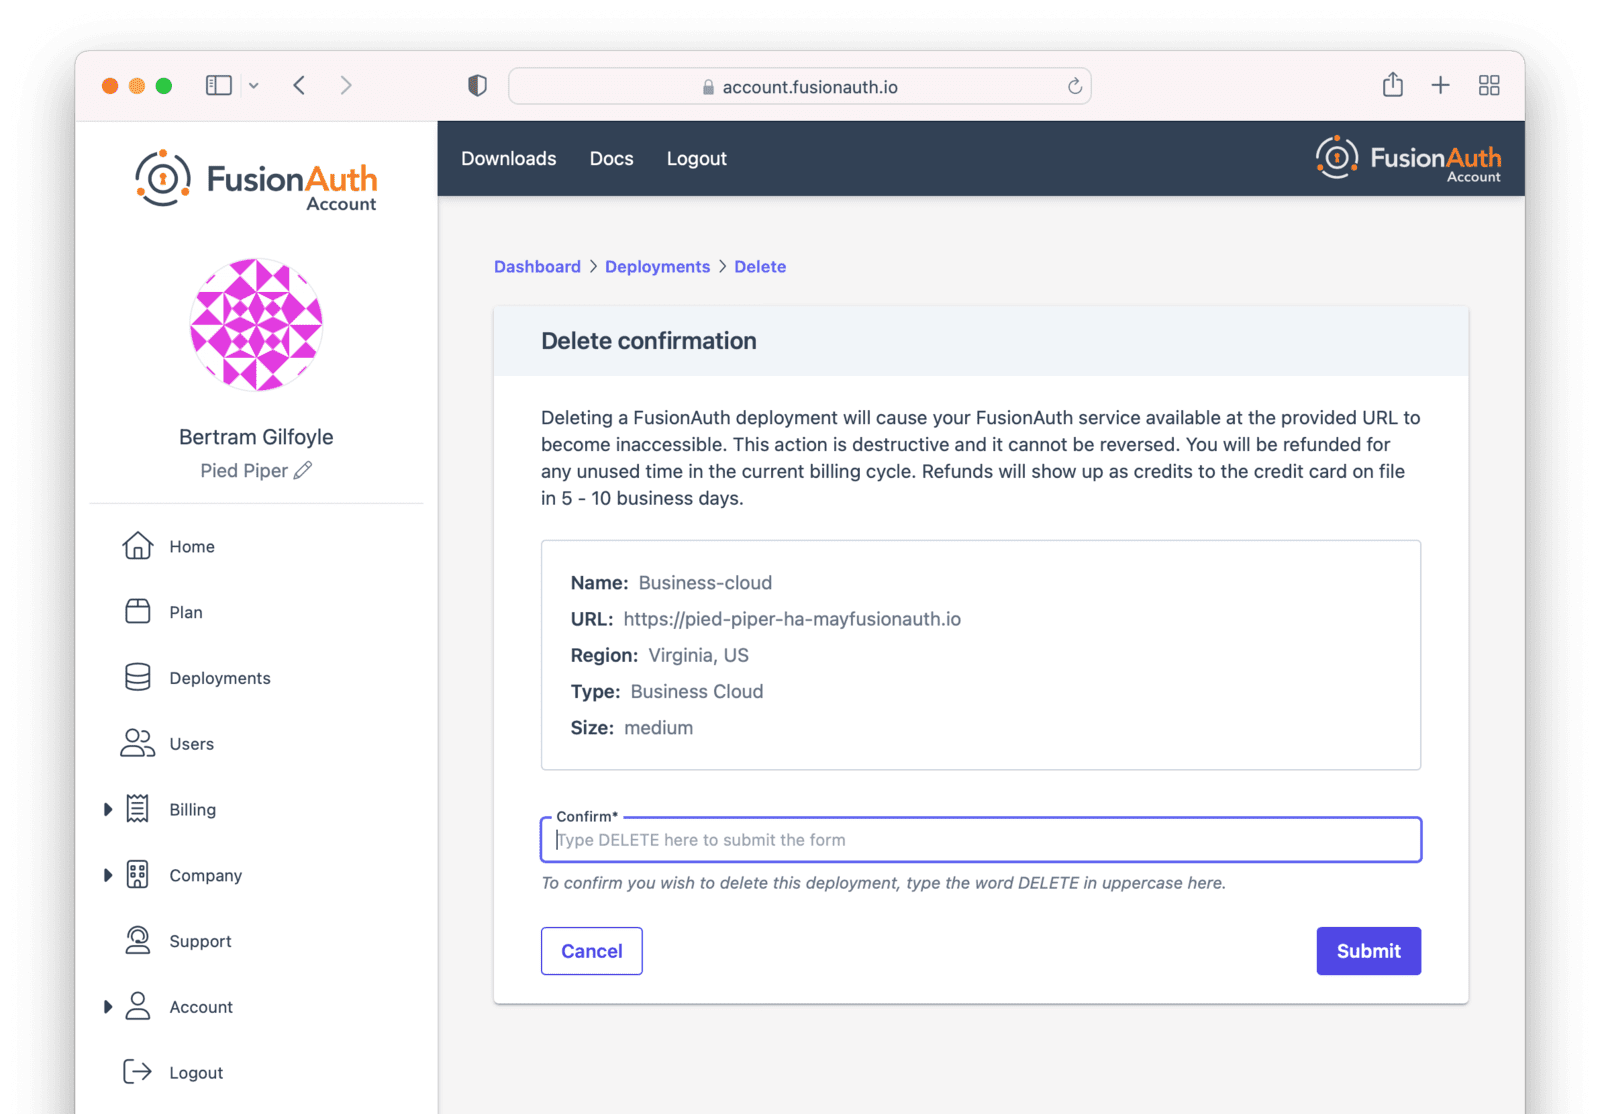 account.fusionauth.io
FusionAuth
Account
Downloads Docs Logout
FusionAuth
Account
Bertram Gilfoyle
Pied Piper
Home
Plan
Deployments
Users
Billing
Company
Support
Account
Logout
Dashboard > Deployments > Delete
Delete confirmation
Deleting a FusionAuth deployment will cause your FusionAuth service available at the provided URL to
become inaccessible. This action is destructive and it cannot be reversed. You will be refunded for
any unused time in the current billing cycle. Refunds will show up as credits to the credit card on file
in 5 - 10 business days.
Name: Business-cloud
URL: https://pied-piper-ha-mayfusionauth.io
Region: Virginia, US
Type: Business Cloud
Size: medium
Confirm*
Type DELETE here to submit the form
To confirm you wish to delete this deployment, type the word DELETE in uppercase here.
Cancel
Submit